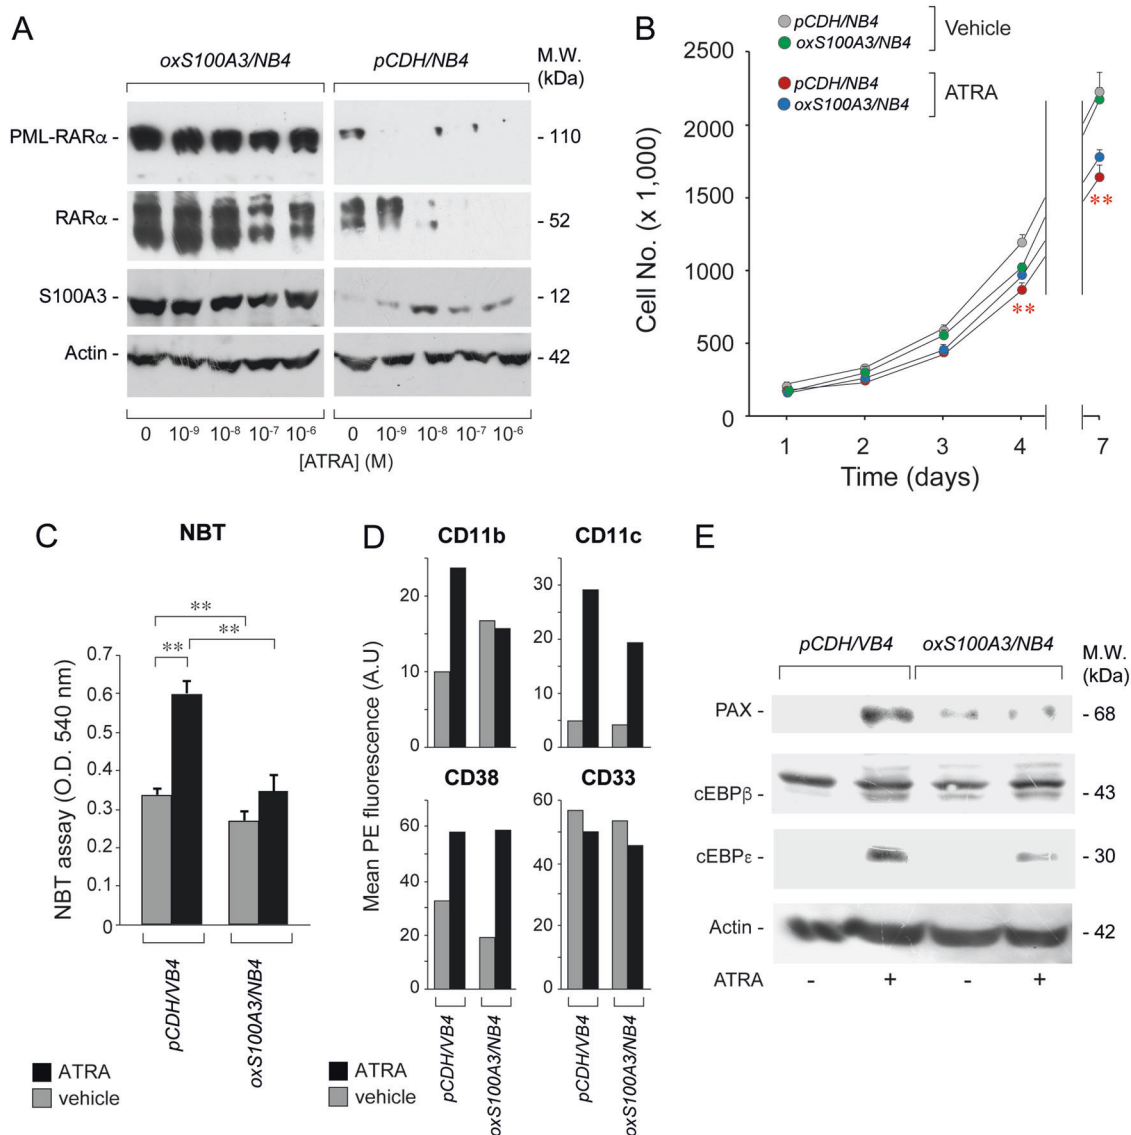 A
oxS100A3/NB4
pCDH/NB4
M.W.
(kDa)
PML-RARα -
- 110
RARα -
- 52
S100A3 -
- 12
Actin -
- 42
0 10⁻⁹ 10⁻⁸ 10⁻⁷ 10⁻⁶ 0 10⁻⁹ 10⁻⁸ 10⁻⁷ 10⁻⁶
[ATRA] (M)
B
pCDH/NB4
oxS100A3/NB4
Vehicle
pCDH/NB4
oxS100A3/NB4
ATRA
Cell No. (x 1,000)
2500
2000
1500
1000
500
0
**
**
1 2 3 4 7
Time (days)
C
NBT
**
**
**
NBT assay (O.D. 540 nm)
0.7
0.6
0.5
0.4
0.3
0.2
0.1
0
pCDH/VB4
oxS100A3/NB4
ATRA
vehicle
D
Mean PE fluorescence (A.U)
CD11b
20
10
0
CD11c
30
20
10
0
CD38
60
40
20
0
CD33
60
40
20
0
pCDH/VB4
oxS100A3/NB4
pCDH/VB4
oxS100A3/NB4
ATRA
vehicle
E
pCDH/VB4
oxS100A3/NB4
M.W.
(kDa)
PAX -
- 68
cEBPβ -
- 43
cEBPε -
- 30
Actin -
- 42
ATRA - + - +